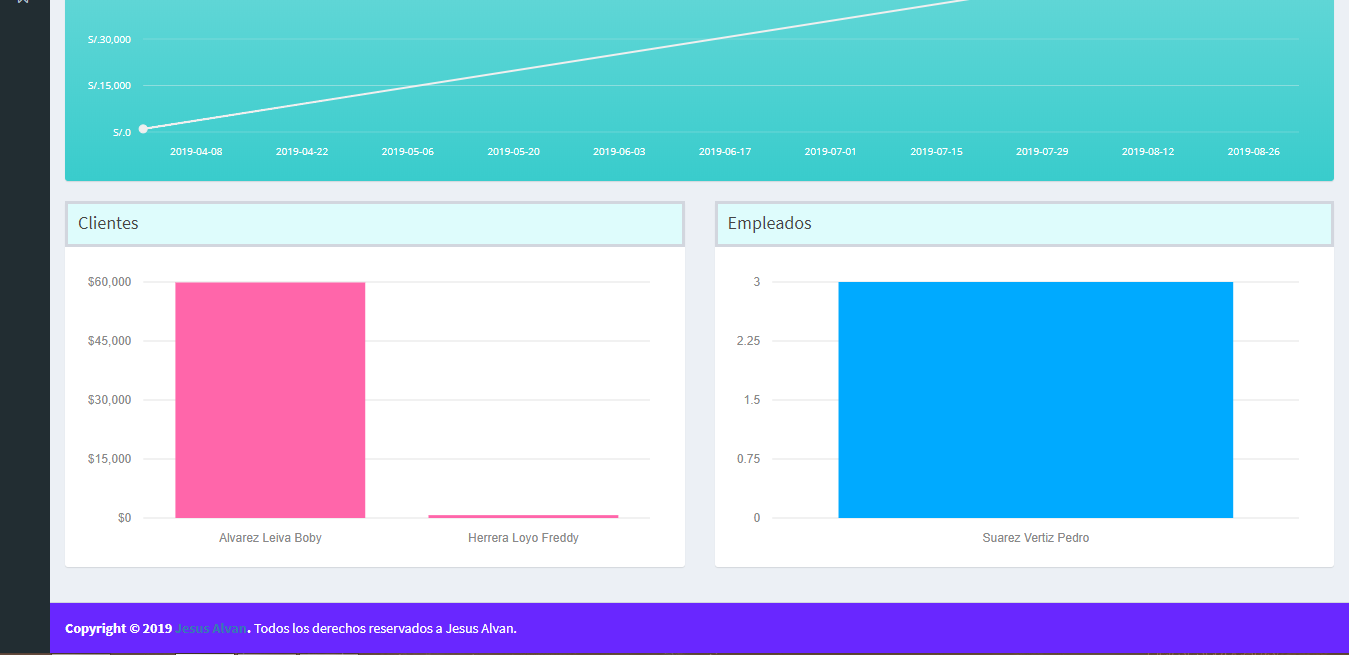 S/.30,000
S/.15,000
S/.0
2019-04-08 2019-04-22 2019-05-06 2019-05-20 2019-06-03 2019-06-17 2019-07-01 2019-07-15 2019-07-29 2019-08-12 2019-08-26
Clientes
$60,000
$45,000
$30,000
$15,000
$0
Alvarez Leiva Boby Herrera Loyo Freddy
Empleados
3
2.25
1.5
0.75
0
Suarez Vertiz Pedro
Copyright © 2019 Jesus Alvan. Todos los derechos reservados a Jesus Alvan.